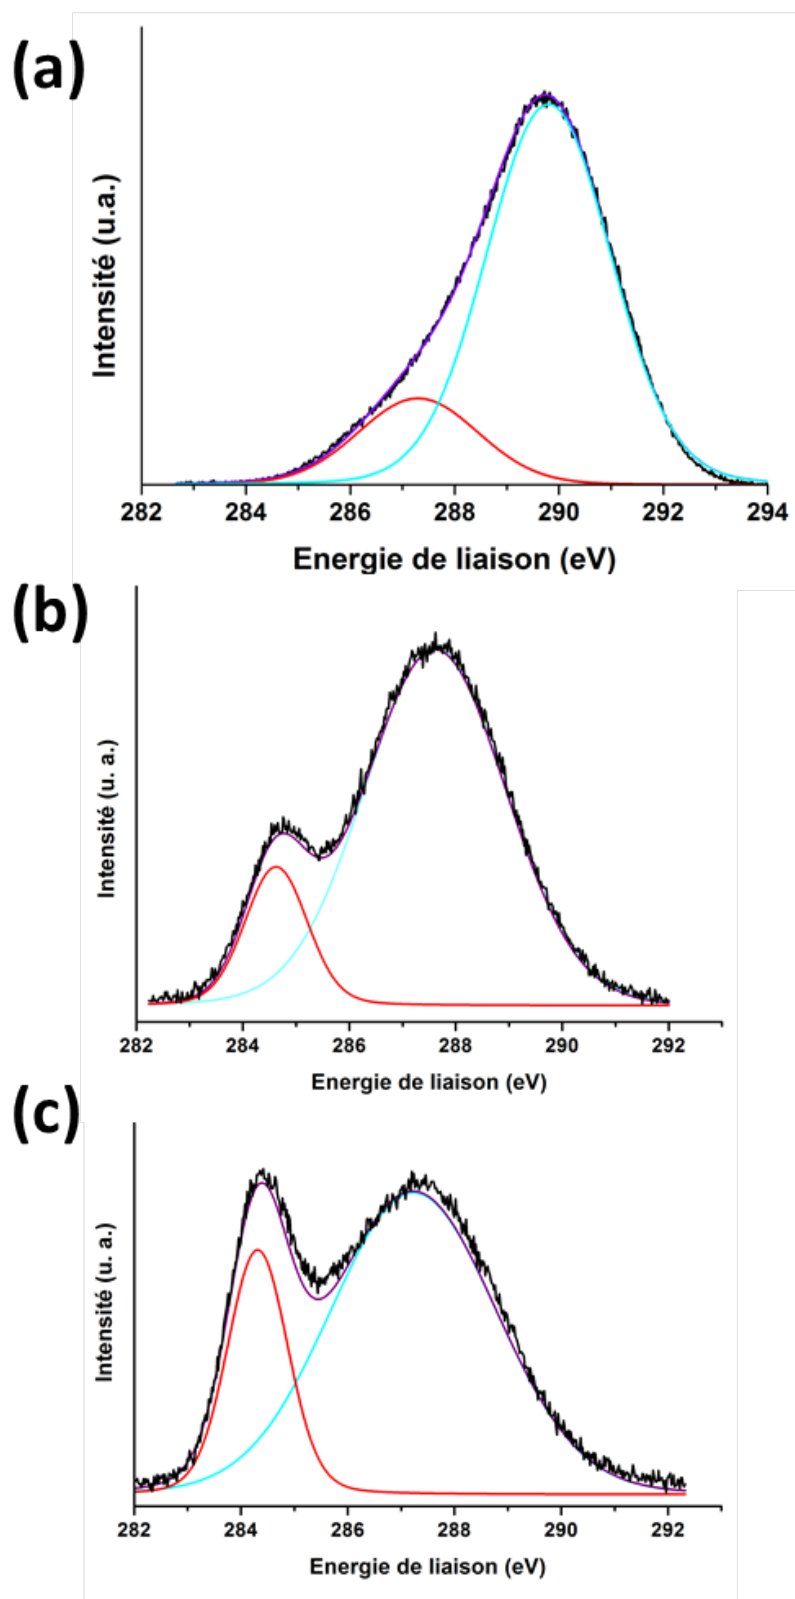 (a)
Intensité (u.a.)
282 284 286 288 290 292 294
Energie de liaison (eV)
(b)
Intensité (u. a.)
282 284 286 288 290 292
Energie de liaison (eV)
(c)
Intensité (u. a.)
282 284 286 288 290 292
Energie de liaison (eV)